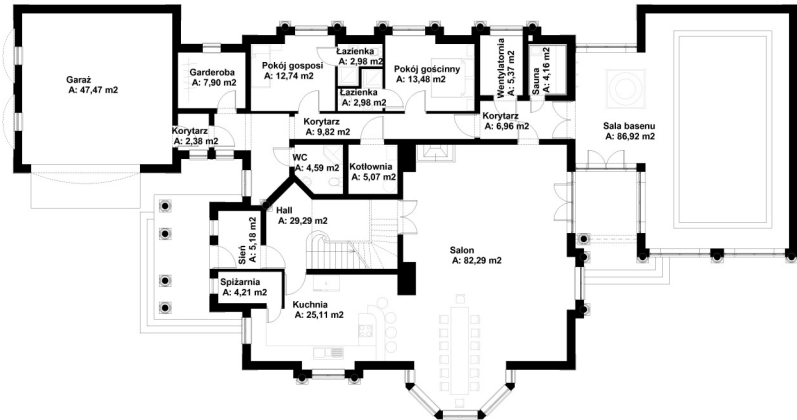 Garaż
A: 47,47 m2
Garderoba
A: 7,90 m2
Pokój gosposi
A: 12,74 m2
Łazienka
A: 2,98 m2
Łazienka
A: 2,98 m2
Pokój gościnny
A: 13,48 m2
Wentylatornia
A: 5,37 m2
Sauna
A: 4,16 m2
Korytarz
A: 2,38 m2
Korytarz
A: 9,82 m2
Korytarz
A: 6,96 m2
Sala basenu
A: 86,92 m2
WC
A: 4,59 m2
Kotłownia
A: 5,07 m2
Hall
A: 29,29 m2
Sień
A: 5,18 m2
Salon
A: 82,29 m2
Spiżarnia
A: 4,21 m2
Kuchnia
A: 25,11 m2